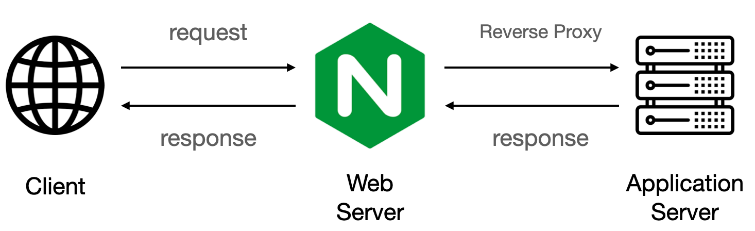 request
Reverse Proxy
N
response
response
Client
Web
Server
Application
Server